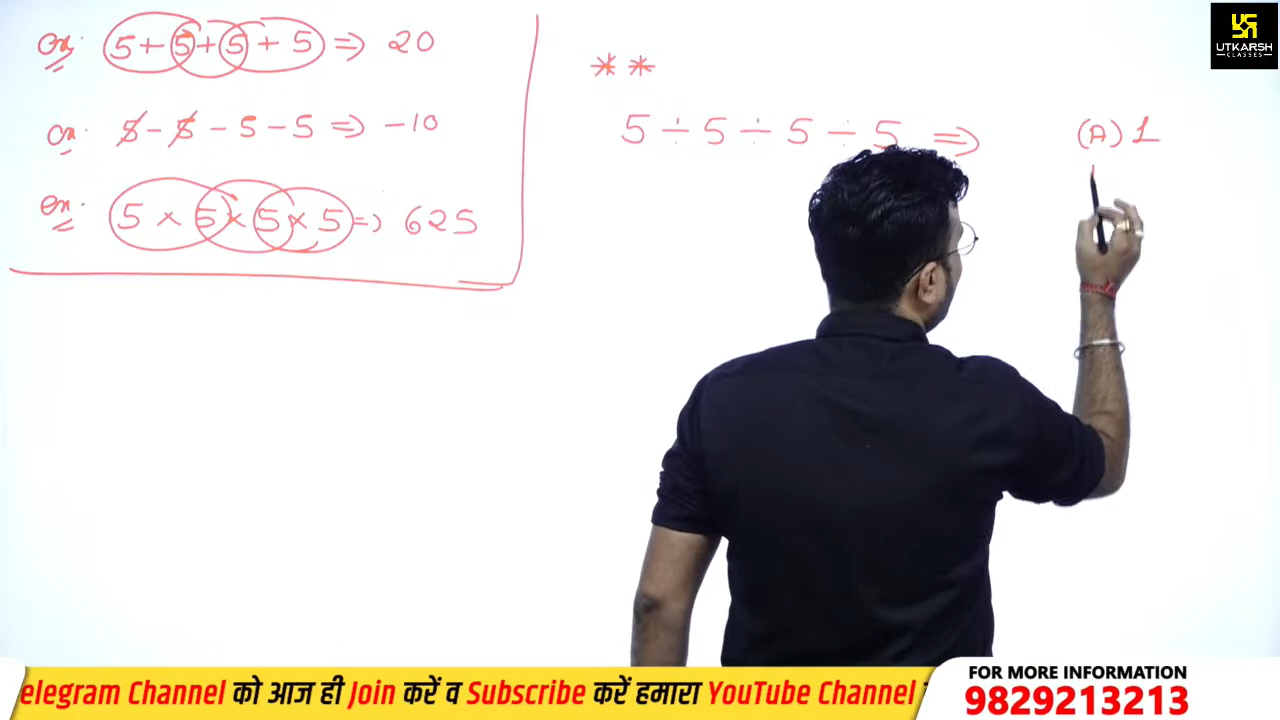 ex. 5 + 5 + 5 + 5 ⇒ 20
ex. 5 - 5 - 5 - 5 ⇒ -10
ex. 5 × 5 × 5 × 5 ⇒ 625
**
5 ÷ 5 ÷ 5 ÷ 5 ⇒ (A) 1
UTKARSH
CLASSES
elegram Channel को आज ही Join करें व Subscribe करें हमारा YouTube Channel
FOR MORE INFORMATION
9829213213